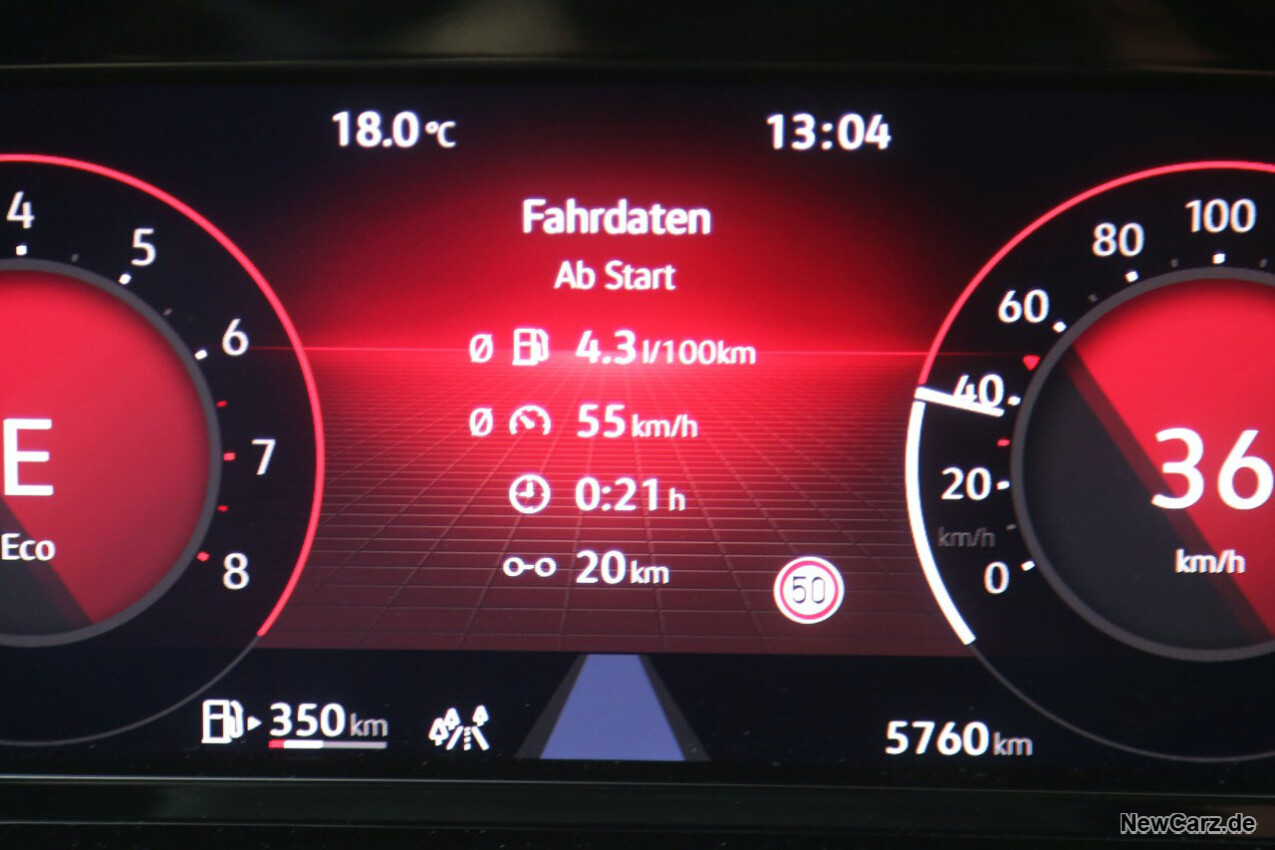 18.0 °C
13:04
Fahrdaten
Ab Start
Ø 4.3 l/100km
Ø 55 km/h
0:21 h
20 km
50
4
5
6
7
8
E
Eco
100
80
60
40
20
km/h
0
36
km/h
350 km
5760 km
NewCarz.de